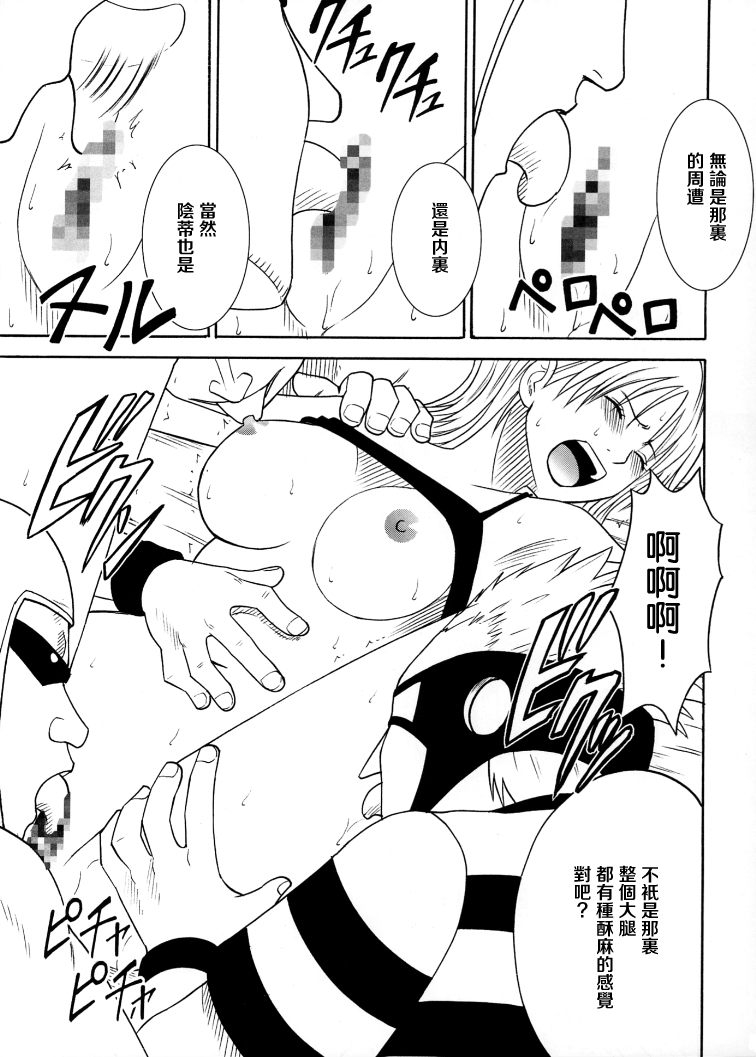 無論是那裏
的周遭
ペロペロ
クチュ
クチュ
還是內裏
當然
陰蒂也是
ヌル
啊啊啊!
ビクッ
ビクッ
不衹是那裏
整個大腿
都有種酥麻的感覺
對吧？
ピチャ
ピチャ